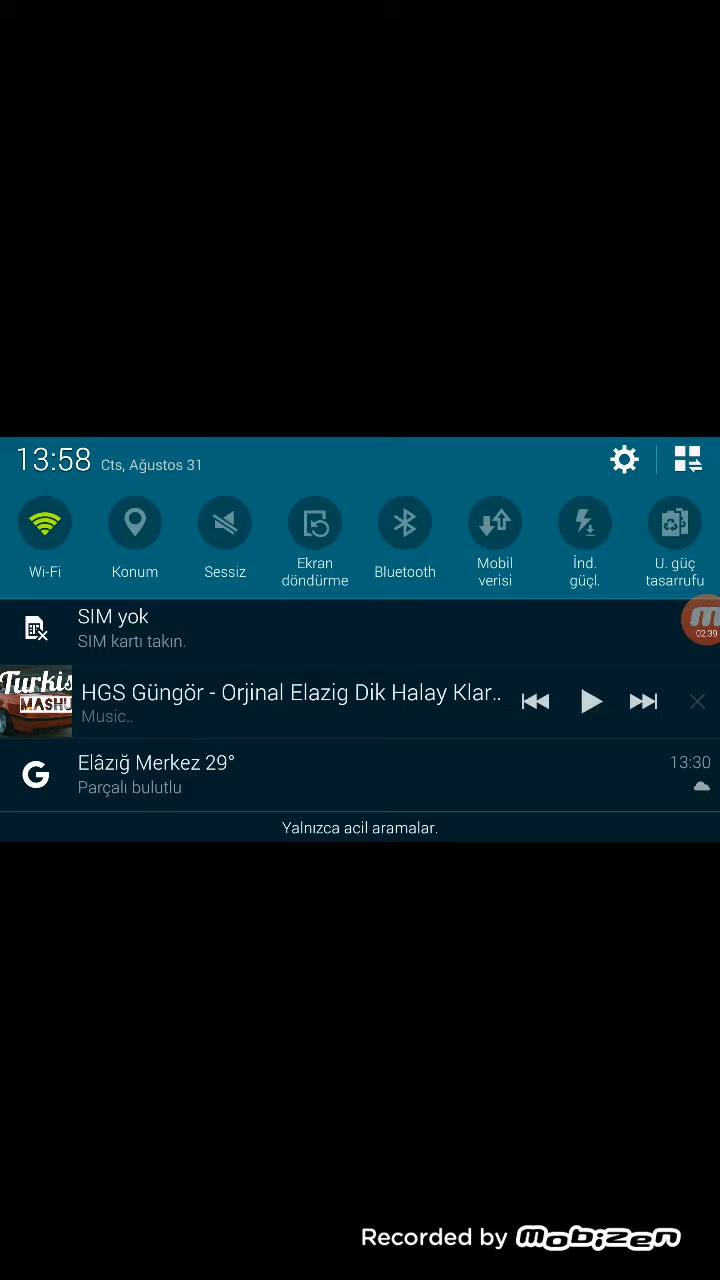 13:58 Cts, Ağustos 31
Wi-Fi
Konum
Sessiz
Ekran
döndürme
Bluetooth
Mobil
verisi
İnd.
güçl.
U. güç
tasarrufu
SIM yok
SIM kartı takın.
02:39
Turkis
MASHU
HGS Güngör - Orjinal Elazig Dik Halay Klar..
Music..
Elâzığ Merkez 29°
13:30
Parçalı bulutlu
Yalnızca acil aramalar.
Recorded by mobizen